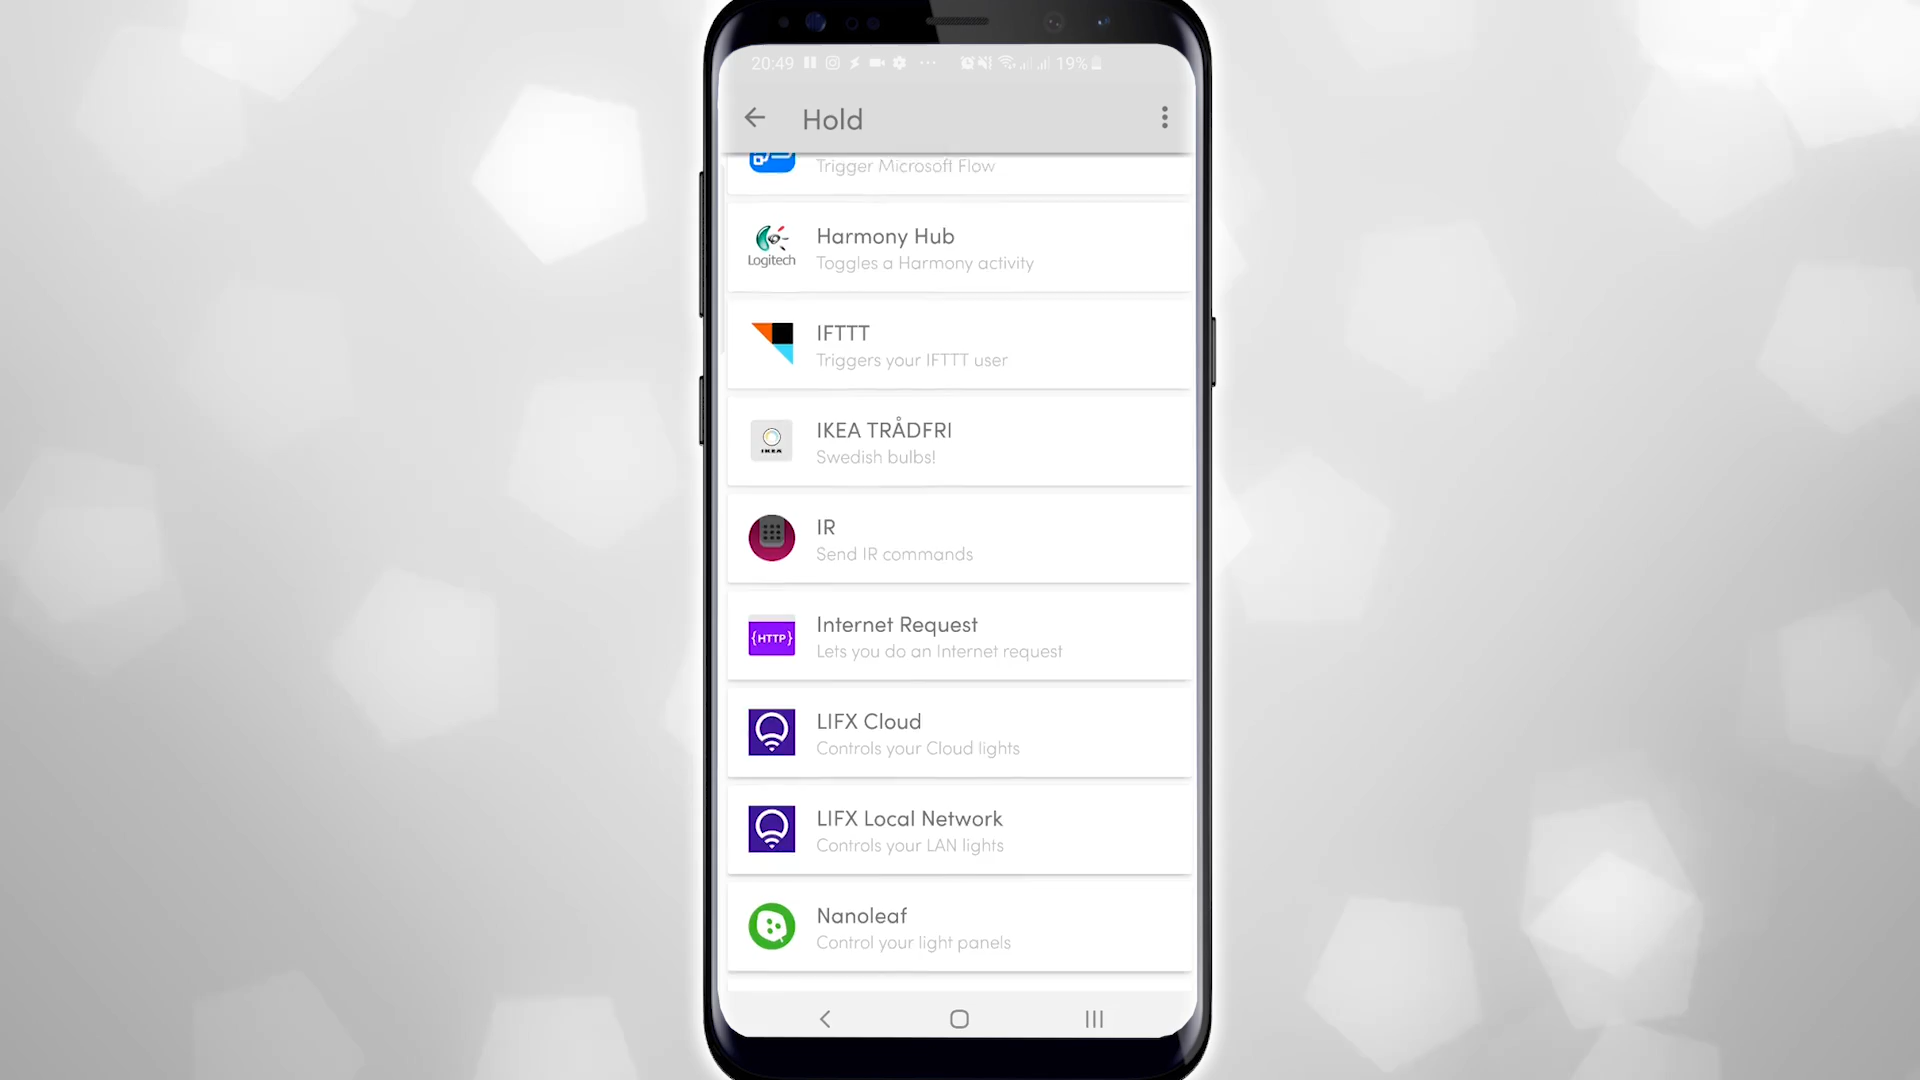 20:49 19%
Hold
Trigger Microsoft Flow
Harmony Hub
Logitech
Toggles a Harmony activity
IFTTT
Triggers your IFTTT user
IKEA TRÅDFRI
IKEA
Swedish bulbs!
IR
Send IR commands
Internet Request
{HTTP}
Lets you do an Internet request
LIFX Cloud
Controls your Cloud lights
LIFX Local Network
Controls your LAN lights
Nanoleaf
Control your light panels